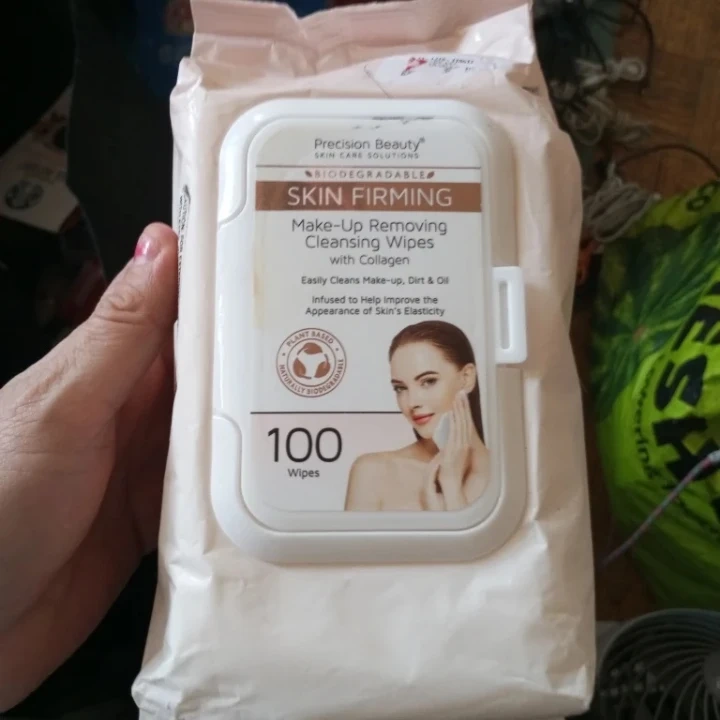 Precision Beauty®
SKIN CARE SOLUTIONS
BIODEGRADABLE
SKIN FIRMING
Make-Up Removing
Cleansing Wipes
with Collagen
Easily Cleans Make-up, Dirt & Oil
Infused to Help Improve the
Appearance of Skin's Elasticity
PLANT BASED
NATURALLY BIODEGRADABLE
100
Wipes
ESH